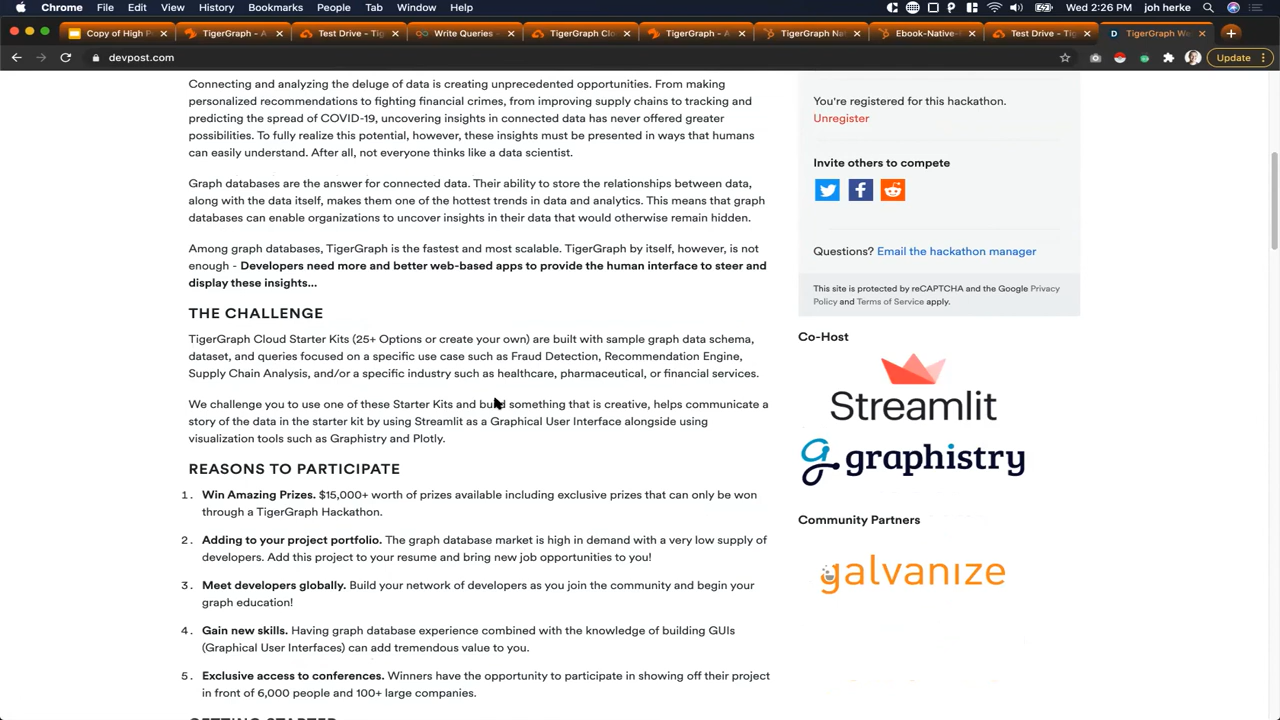 Chrome File Edit View History Bookmarks People Tab Window Help
Wed 2:26 PM joh herke
Copy of High P
TigerGraph - A
Test Drive - Tig
Write Queries -
TigerGraph Clo
TigerGraph - A
TigerGraph Na
Ebook-Native-F
Test Drive - Tig
TigerGraph We
devpost.com
Update
Connecting and analyzing the deluge of data is creating unprecedented opportunities. From making
personalized recommendations to fighting financial crimes, from improving supply chains to tracking and
predicting the spread of COVID-19, uncovering insights in connected data has never offered greater
possibilities. To fully realize this potential, however, these insights must be presented in ways that humans
can easily understand. After all, not everyone thinks like a data scientist.
Graph databases are the answer for connected data. Their ability to store the relationships between data,
along with the data itself, makes them one of the hottest trends in data and analytics. This means that graph
databases can enable organizations to uncover insights in their data that would otherwise remain hidden.
Among graph databases, TigerGraph is the fastest and most scalable. TigerGraph by itself, however, is not
enough - Developers need more and better web-based apps to provide the human interface to steer and
display these insights...
THE CHALLENGE
TigerGraph Cloud Starter Kits (25+ Options or create your own) are built with sample graph data schema,
dataset, and queries focused on a specific use case such as Fraud Detection, Recommendation Engine,
Supply Chain Analysis, and/or a specific industry such as healthcare, pharmaceutical, or financial services.
We challenge you to use one of these Starter Kits and build something that is creative, helps communicate a
story of the data in the starter kit by using Streamlit as a Graphical User Interface alongside using
visualization tools such as Graphistry and Plotly.
REASONS TO PARTICIPATE
1. Win Amazing Prizes. $15,000+ worth of prizes available including exclusive prizes that can only be won
through a TigerGraph Hackathon.
2. Adding to your project portfolio. The graph database market is high in demand with a very low supply of
developers. Add this project to your resume and bring new job opportunities to you!
3. Meet developers globally. Build your network of developers as you join the community and begin your
graph education!
4. Gain new skills. Having graph database experience combined with the knowledge of building GUIs
(Graphical User Interfaces) can add tremendous value to you.
5. Exclusive access to conferences. Winners have the opportunity to participate in showing off their project
in front of 6,000 people and 100+ large companies.
GETTING STARTED
You're registered for this hackathon.
Unregister
Invite others to compete
Questions? Email the hackathon manager
This site is protected by reCAPTCHA and the Google Privacy
Policy and Terms of Service apply.
Co-Host
Streamlit
graphistry
Community Partners
galvanize